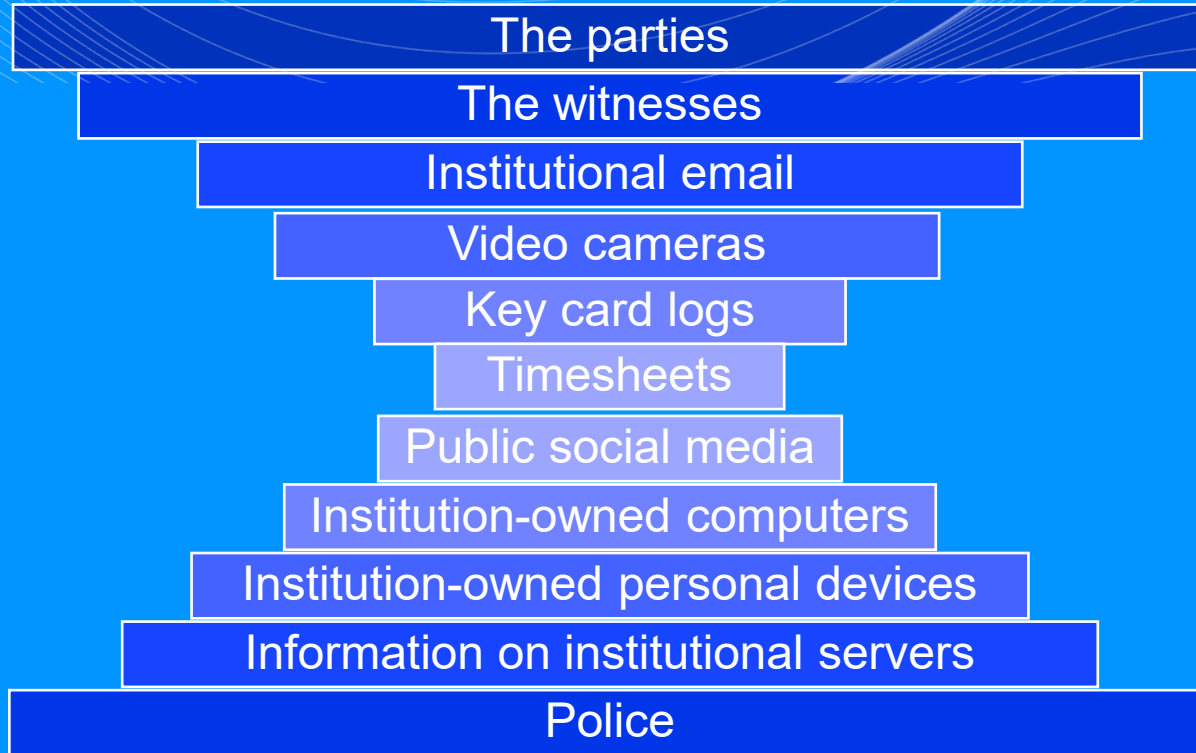 The parties
The witnesses
Institutional email
Video cameras
Key card logs
Timesheets
Public social media
Institution-owned computers
Institution-owned personal devices
Information on institutional servers
Police